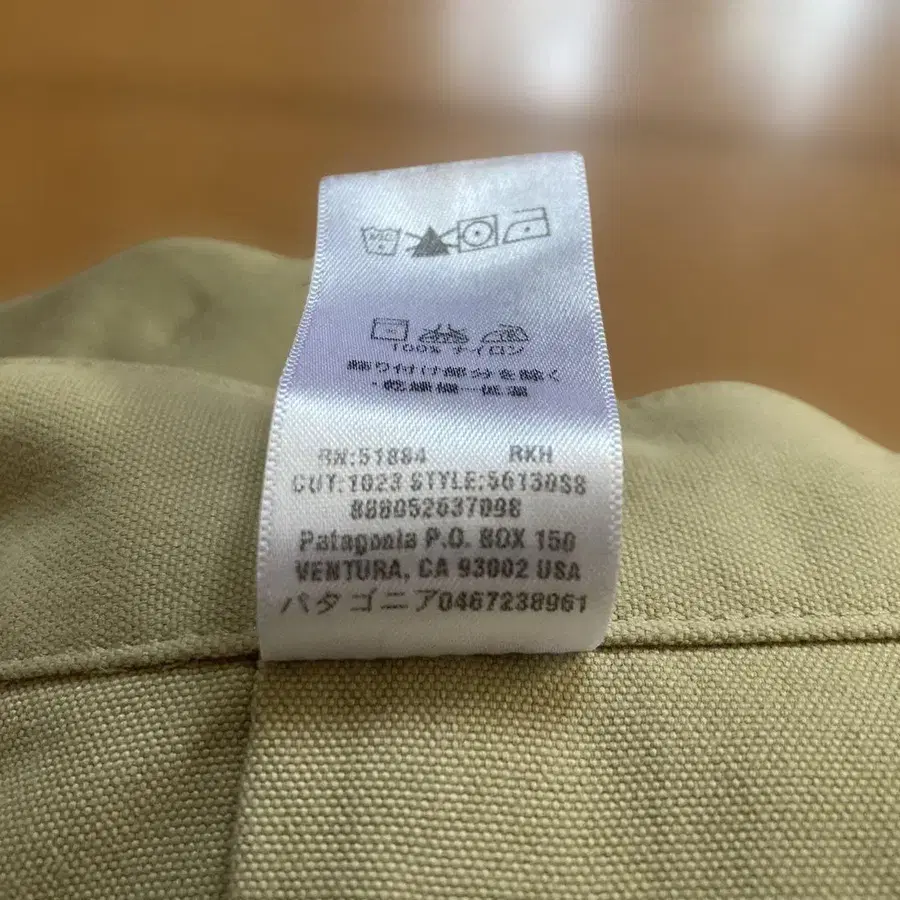 100% ナイロン
飾り付け部分を除く
・乾燥機一低温
RN:51884 RKH
CUT:1023 STYLE:56130S8
888052637098
Patagonia P.O. BOX 150
VENTURA, CA 93002 USA
パタゴニア0467238961